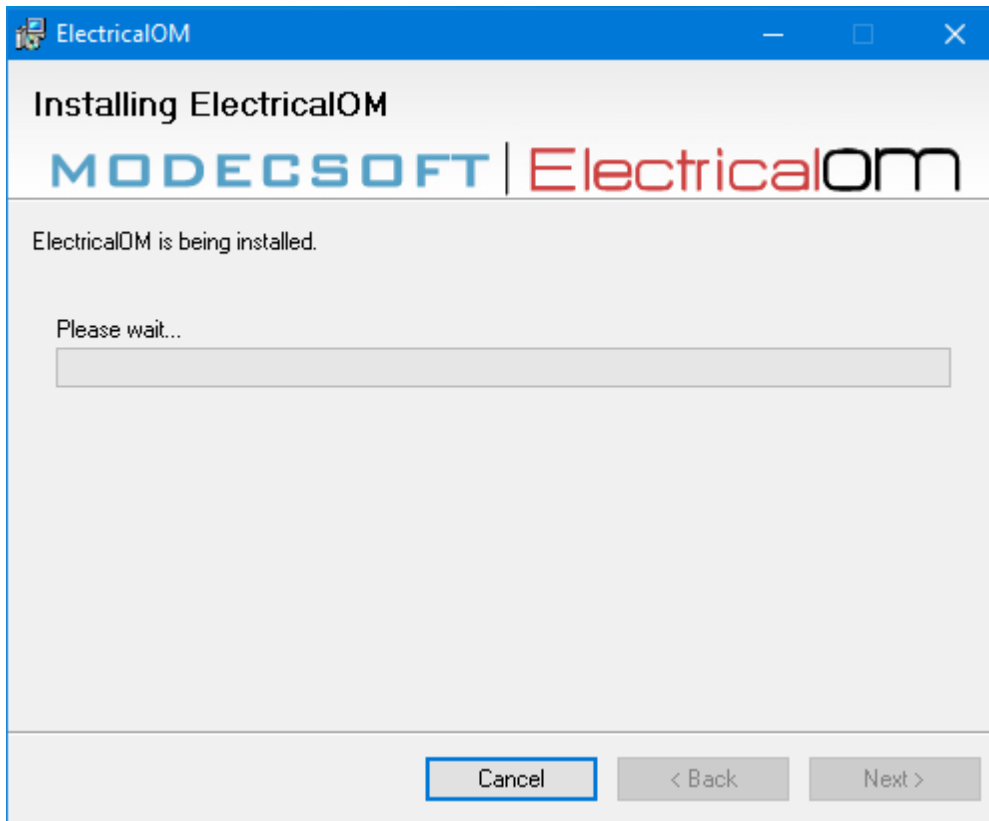 ElectricalOM
Installing ElectricalOM
MODECSOFT | ElectricalOM
ElectricalOM is being installed.
Please wait...
Cancel
< Back
Next >